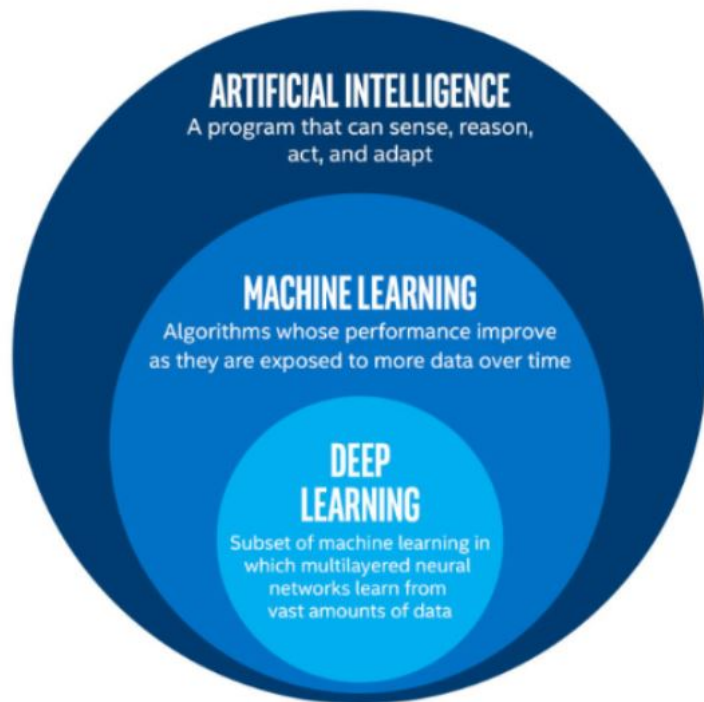 ARTIFICIAL INTELLIGENCE
A program that can sense, reason,
act, and adapt
MACHINE LEARNING
Algorithms whose performance improve
as they are exposed to more data over time
DEEP
LEARNING
Subset of machine learning in
which multilayered neural
networks learn from
vast amounts of data